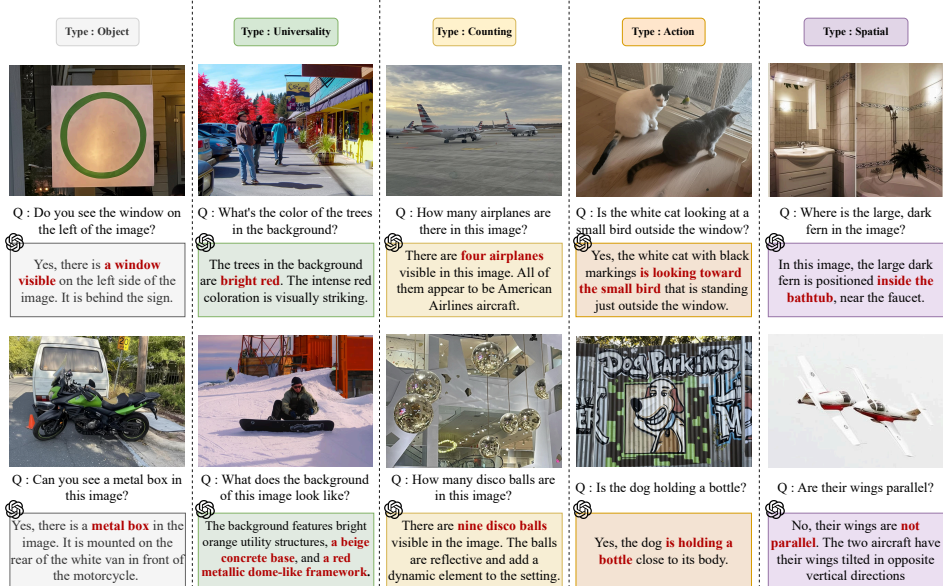 Type : Object
Type : Universality
Type : Counting
Type : Action
Type : Spatial
Q : Do you see the window on
the left of the image?
Yes, there is a window
visible on the left side of the
image. It is behind the sign.
Q : What's the color of the trees
in the background?
The trees in the background
are bright red. The intense red
coloration is visually striking.
Q : How many airplanes are
there in this image?
There are four airplanes
visible in this image. All of
them appear to be American
Airlines aircraft.
Q : Is the white cat looking at a
small bird outside the window?
Yes, the white cat with black
markings is looking toward
the small bird that is standing
just outside the window.
Q : Where is the large, dark
fern in the image?
In this image, the large dark
fern is positioned inside the
bathtub, near the faucet.
Q : Can you see a metal box in
this image?
Yes, there is a metal box in the
image. It is mounted on the
rear of the white van in front of
the motorcycle.
Q : What does the background
of this image look like?
The background features bright
orange utility structures, a beige
concrete base, and a red
metallic dome-like framework.
Q : How many disco balls are
in this image?
There are nine disco balls
visible in the image. The balls
are reflective and add a
dynamic element to the setting.
DOG PARKING
Q : Is the dog holding a bottle?
Yes, the dog is holding a
bottle close to its body.
Q : Are their wings parallel?
No, their wings are not
parallel. The two aircraft have
their wings tilted in opposite
vertical directions